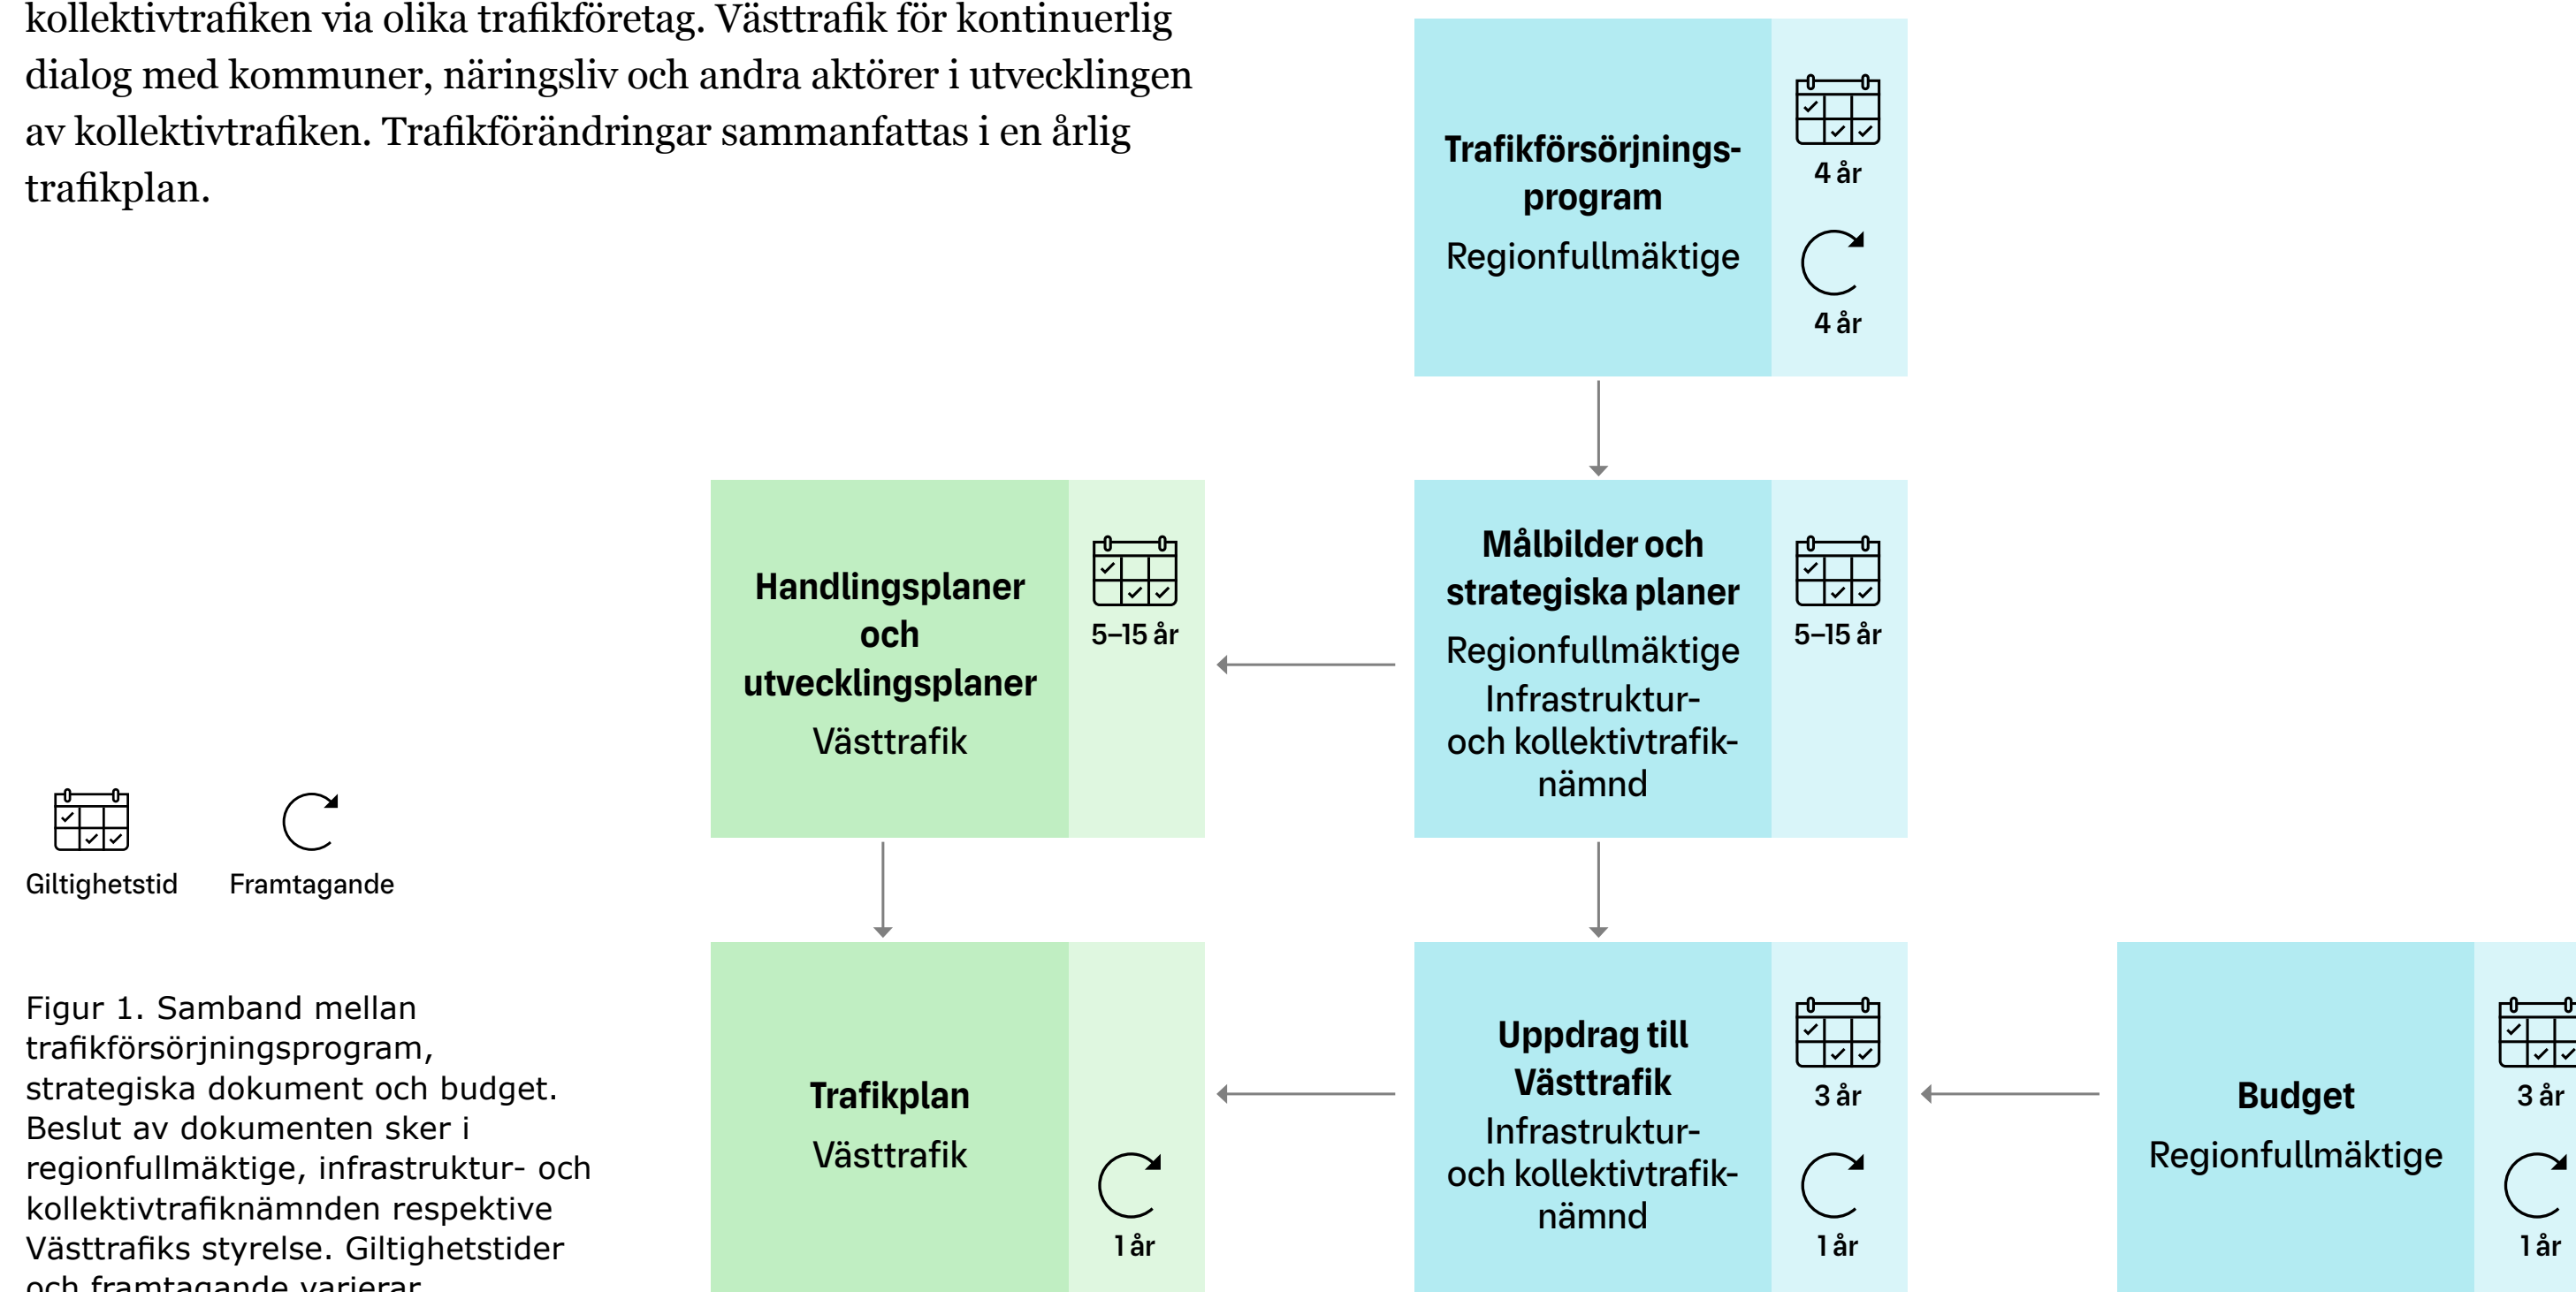 kollektivtrafiken via olika trafikföretag. Västtrafik för kontinuerlig
dialog med kommuner, näringsliv och andra aktörer i utvecklingen
av kollektivtrafiken. Trafikförändringar sammanfattas i en årlig
trafikplan.
Trafikförsörjnings-
program
Regionfullmäktige
4 år
4 år
Handlingsplaner
och
utvecklingsplaner
Västtrafik
5–15 år
Målbilder och
strategiska planer
Regionfullmäktige
Infrastruktur-
och kollektivtrafik-
nämnd
5–15 år
Giltighetstid
Framtagande
Figur 1. Samband mellan
trafikförsörjningsprogram,
strategiska dokument och budget.
Beslut av dokumenten sker i
regionfullmäktige, infrastruktur- och
kollektivtrafiknämnden respektive
Västtrafiks styrelse. Giltighetstider
och framtagande varierar
Trafikplan
Västtrafik
1 år
Uppdrag till
Västtrafik
Infrastruktur-
och kollektivtrafik-
nämnd
3 år
1 år
Budget
Regionfullmäktige
3 år
1 år